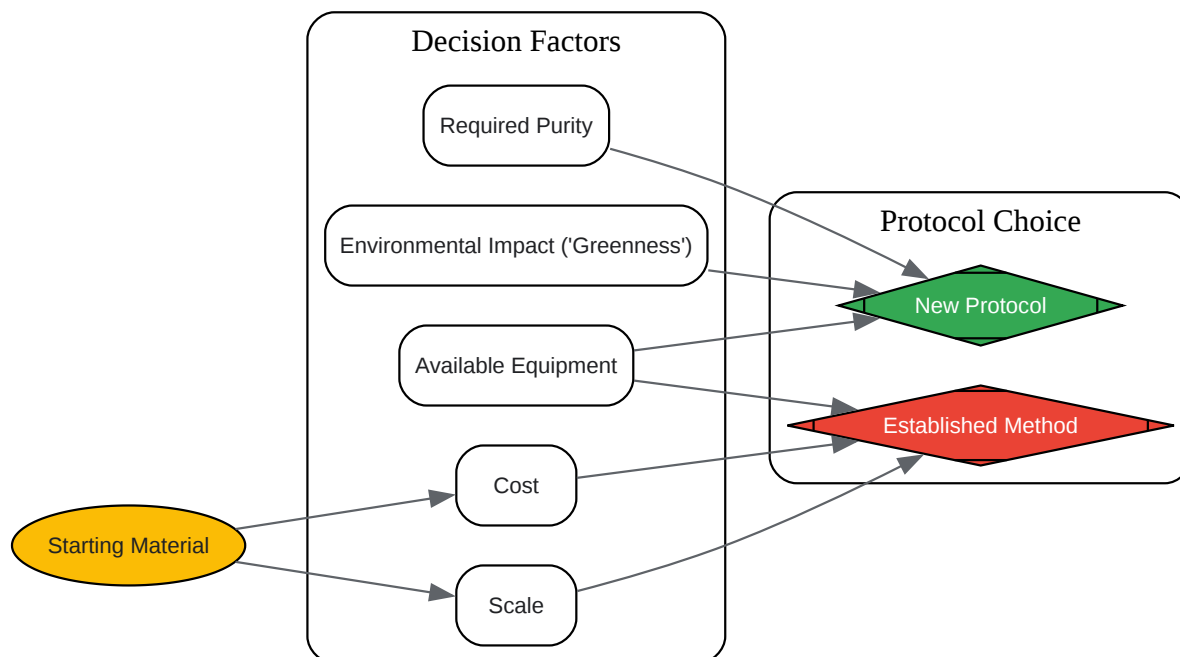 Decision Factors
Required Purity
Environmental Impact ('Greenness')
Available Equipment
Cost
Scale
Starting Material
Protocol Choice
New Protocol
Established Method